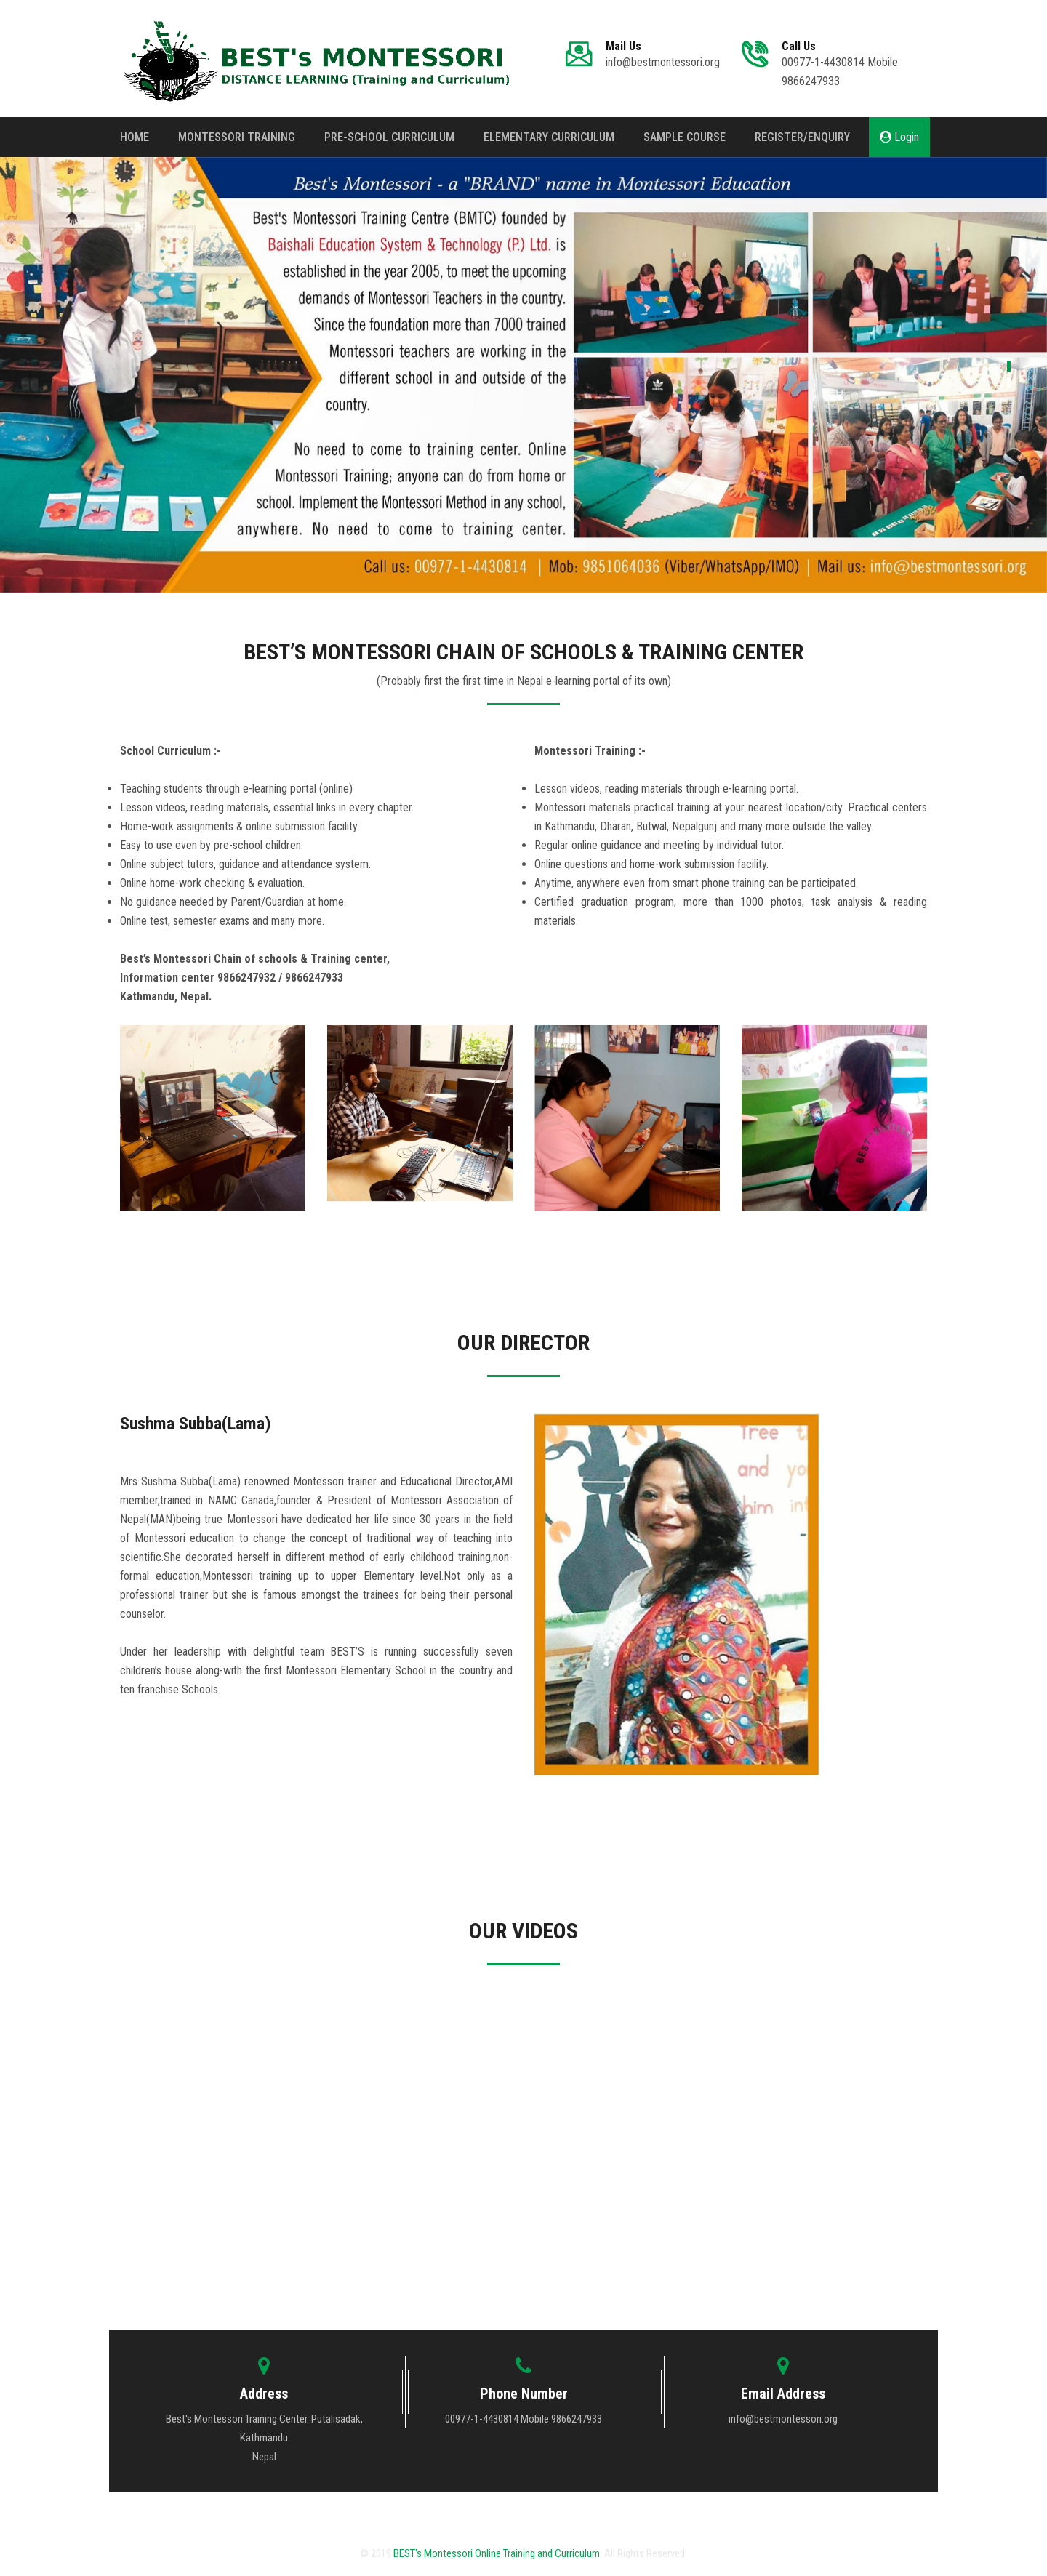 BEST's MONTESSORI
DISTANCE LEARNING (Training and Curriculum)
Mail Us
info@bestmontessori.org
Call Us
00977-1-4430814 Mobile
9866247933
HOME MONTESSORI TRAINING PRE-SCHOOL CURRICULUM ELEMENTARY CURRICULUM SAMPLE COURSE REGISTER/ENQUIRY Login
Best's Montessori - a "BRAND" name in Montessori Education
Best's Montessori Training Centre (BMTC) founded by
Baishali Education System & Technology (P.) Ltd. is
established in the year 2005, to meet the upcoming
demands of Montessori Teachers in the country.
Since the foundation more than 7000 trained
Montessori teachers are working in the
different school in and outside of the
country.
No need to come to training center. Online
Montessori Training; anyone can do from home or
school. Implement the Montessori Method in any school,
anywhere. No need to come to training center.
Call us: 00977-1-4430814 | Mob: 9851064036 (Viber/WhatsApp/IMO) | Mail us: info@bestmontessori.org
BEST’S MONTESSORI CHAIN OF SCHOOLS & TRAINING CENTER
(Probably first the first time in Nepal e-learning portal of its own)
School Curriculum :-
Teaching students through e-learning portal (online)
Lesson videos, reading materials, essential links in every chapter.
Home-work assignments & online submission facility.
Easy to use even by pre-school children.
Online subject tutors, guidance and attendance system.
Online home-work checking & evaluation.
No guidance needed by Parent/Guardian at home.
Online test, semester exams and many more.
Best’s Montessori Chain of schools & Training center,
Information center 9866247932 / 9866247933
Kathmandu, Nepal.
Montessori Training :-
Lesson videos, reading materials through e-learning portal.
Montessori materials practical training at your nearest location/city. Practical centers
in Kathmandu, Dharan, Butwal, Nepalgunj and many more outside the valley.
Regular online guidance and meeting by individual tutor.
Online questions and home-work submission facility.
Anytime, anywhere even from smart phone training can be participated.
Certified graduation program, more than 1000 photos, task analysis & reading
materials.
OUR DIRECTOR
Sushma Subba(Lama)
Mrs Sushma Subba(Lama) renowned Montessori trainer and Educational Director,AMI
member,trained in NAMC Canada,founder & President of Montessori Association of
Nepal(MAN)being true Montessori have dedicated her life since 30 years in the field
of Montessori education to change the concept of traditional way of teaching into
scientific.She decorated herself in different method of early childhood training,non-
formal education,Montessori training up to upper Elementary level.Not only as a
professional trainer but she is famous amongst the trainees for being their personal
counselor.
Under her leadership with delightful team BEST’S is running successfully seven
children’s house along-with the first Montessori Elementary School in the country and
ten franchise Schools.
OUR VIDEOS
Address
Best's Montessori Training Center. Putalisadak,
Kathmandu
Nepal
Phone Number
00977-1-4430814 Mobile 9866247933
Email Address
info@bestmontessori.org
© 2019 BEST's Montessori Online Training and Curriculum. All Rights Reserved.